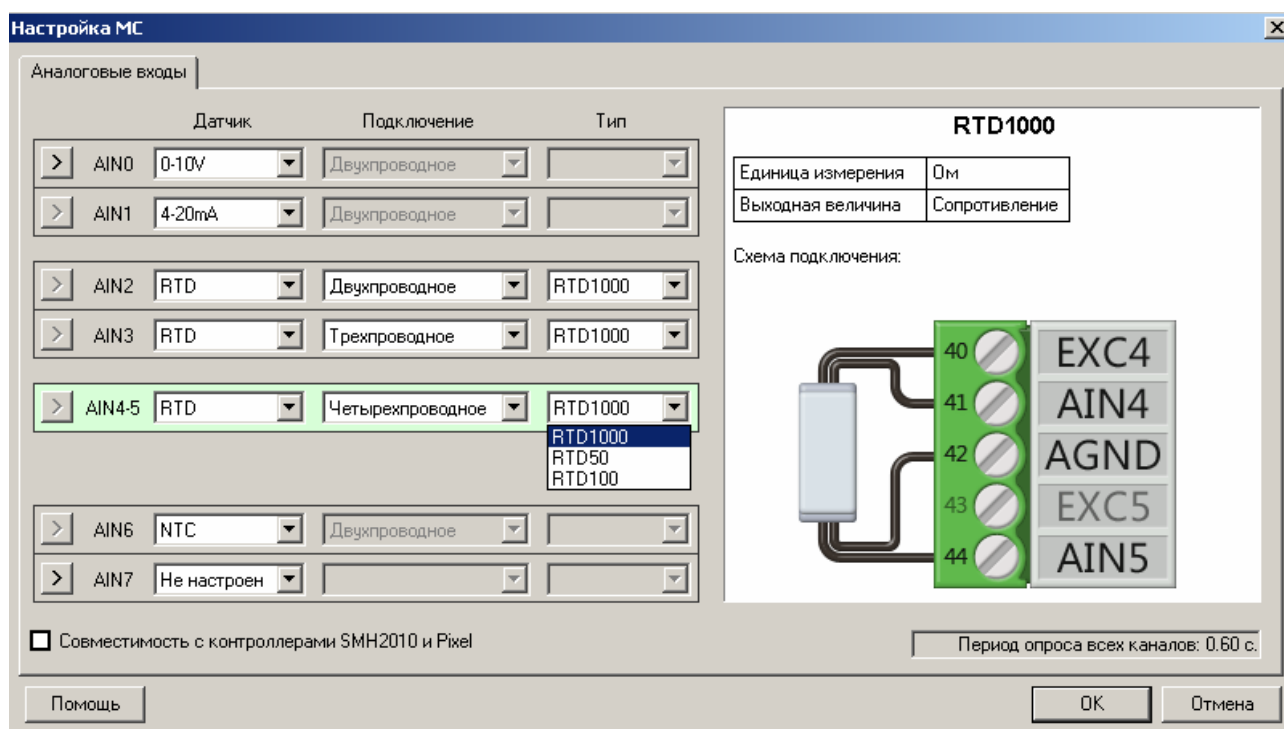 Настройка МС
Аналоговые входы
Датчик Подключение Тип
> AIN0 0-10V Двухпроводное
> AIN1 4-20mA Двухпроводное
> AIN2 RTD Двухпроводное RTD1000
> AIN3 RTD Трехпроводное RTD1000
> AIN4-5 RTD Четырехпроводное RTD1000
RTD1000
RTD50
RTD100
> AIN6 NTC Двухпроводное
> AIN7 Не настроен
RTD1000
Единица измерения Ом
Выходная величина Сопротивление
Схема подключения:
40 EXC4
41 AIN4
42 AGND
43 EXC5
44 AIN5
Совместимость с контроллерами SMH2010 и Pixel
Период опроса всех каналов: 0.60 с.
Помощь OK Отмена